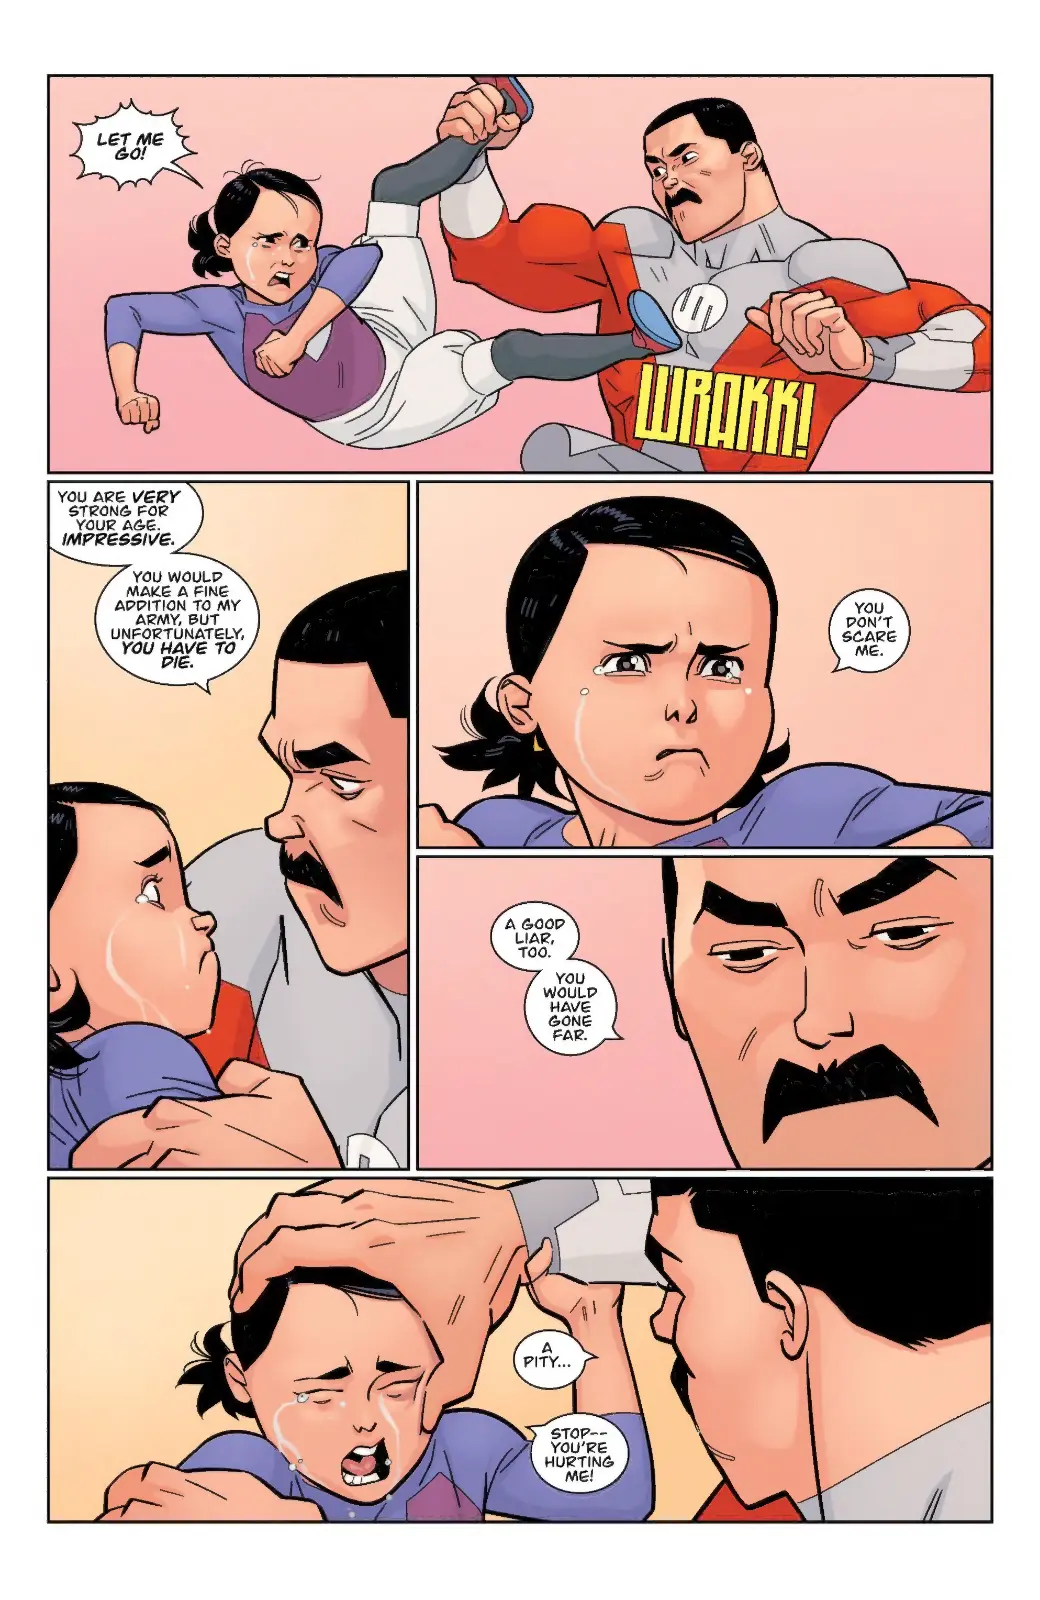 LET ME
GO!
WRAKK!
YOU ARE VERY
STRONG FOR
YOUR AGE.
IMPRESSIVE.
YOU WOULD
MAKE A FINE
ADDITION TO MY
ARMY, BUT
UNFORTUNATELY,
YOU HAVE TO
DIE.
YOU
DON'T
SCARE
ME.
A GOOD
LIAR,
TOO.
YOU
WOULD
HAVE
GONE
FAR.
A
PITY...
STOP--
YOU'RE
HURTING
ME!